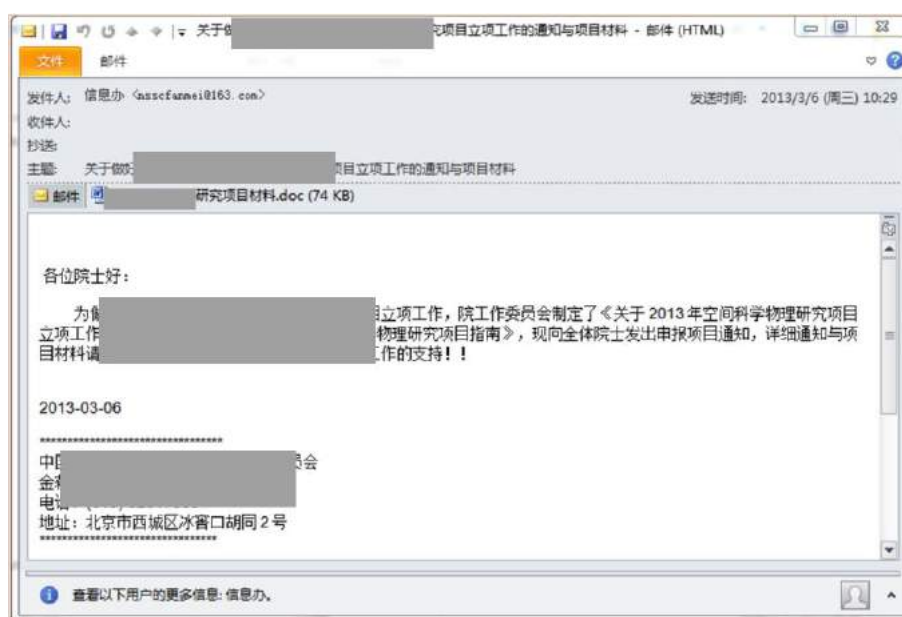 关于做 究项目立项工作的通知与项目材料 - 邮件 (HTML)
文件 邮件
发件人: 信息办 <nsscfanmei@163.com> 发送时间: 2013/3/6 (周三) 10:29
收件人:
抄送:
主题: 关于做好 项目立项工作的通知与项目材料
邮件 研究项目材料.doc (74 KB)
各位院士好:
为做 目立项工作,院工作委员会制定了《关于 2013 年空间科学物理研究项目
立项工作 物理研究项目指南》,现向全体院士发出申报项目通知,详细通知与项
目材料请 工作的支持!!
2013-03-06
*********************************
中国 员会
电话
地址: 北京市西城区冰窖口胡同 2 号
********************************
查看以下用户的更多信息: 信息办。